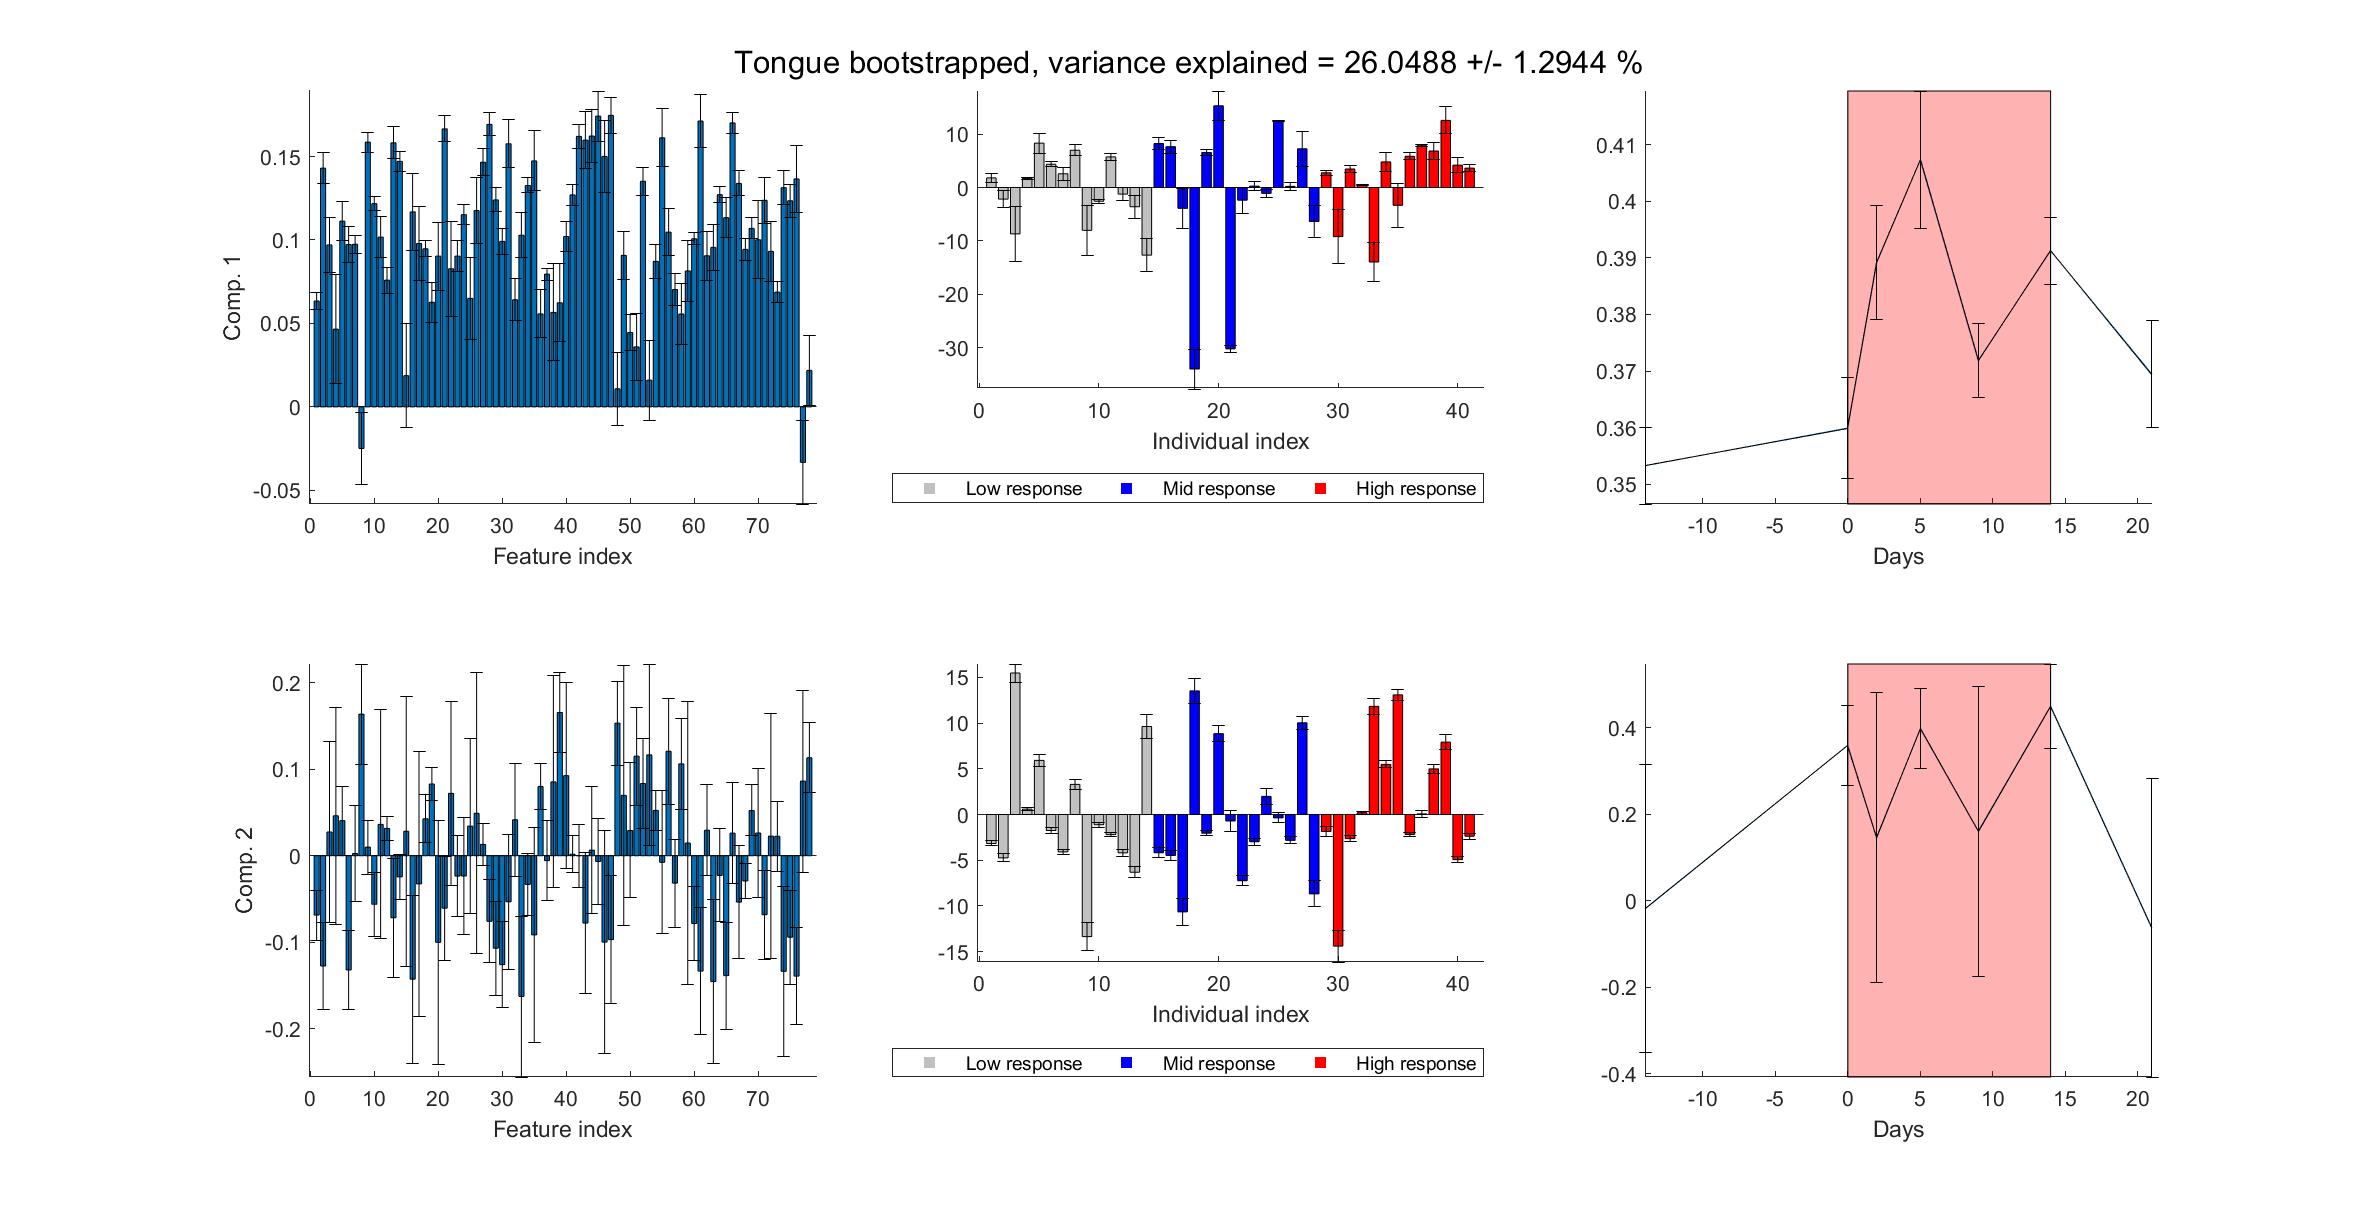 Tongue bootstrapped, variance explained = 26.0488 +/- 1.2944 %
Comp. 1
0.15
0.1
0.05
0
-0.05
0 10 20 30 40 50 60 70
Feature index
10
0
-10
-20
-30
0 10 20 30 40
Individual index
Low response Mid response High response
0.41
0.4
0.39
0.38
0.37
0.36
0.35
-10 -5 0 5 10 15 20
Days
Comp. 2
0.2
0.1
0
-0.1
-0.2
0 10 20 30 40 50 60 70
Feature index
15
10
5
0
-5
-10
-15
0 10 20 30 40
Individual index
Low response Mid response High response
0.4
0.2
0
-0.2
-0.4
-10 -5 0 5 10 15 20
Days